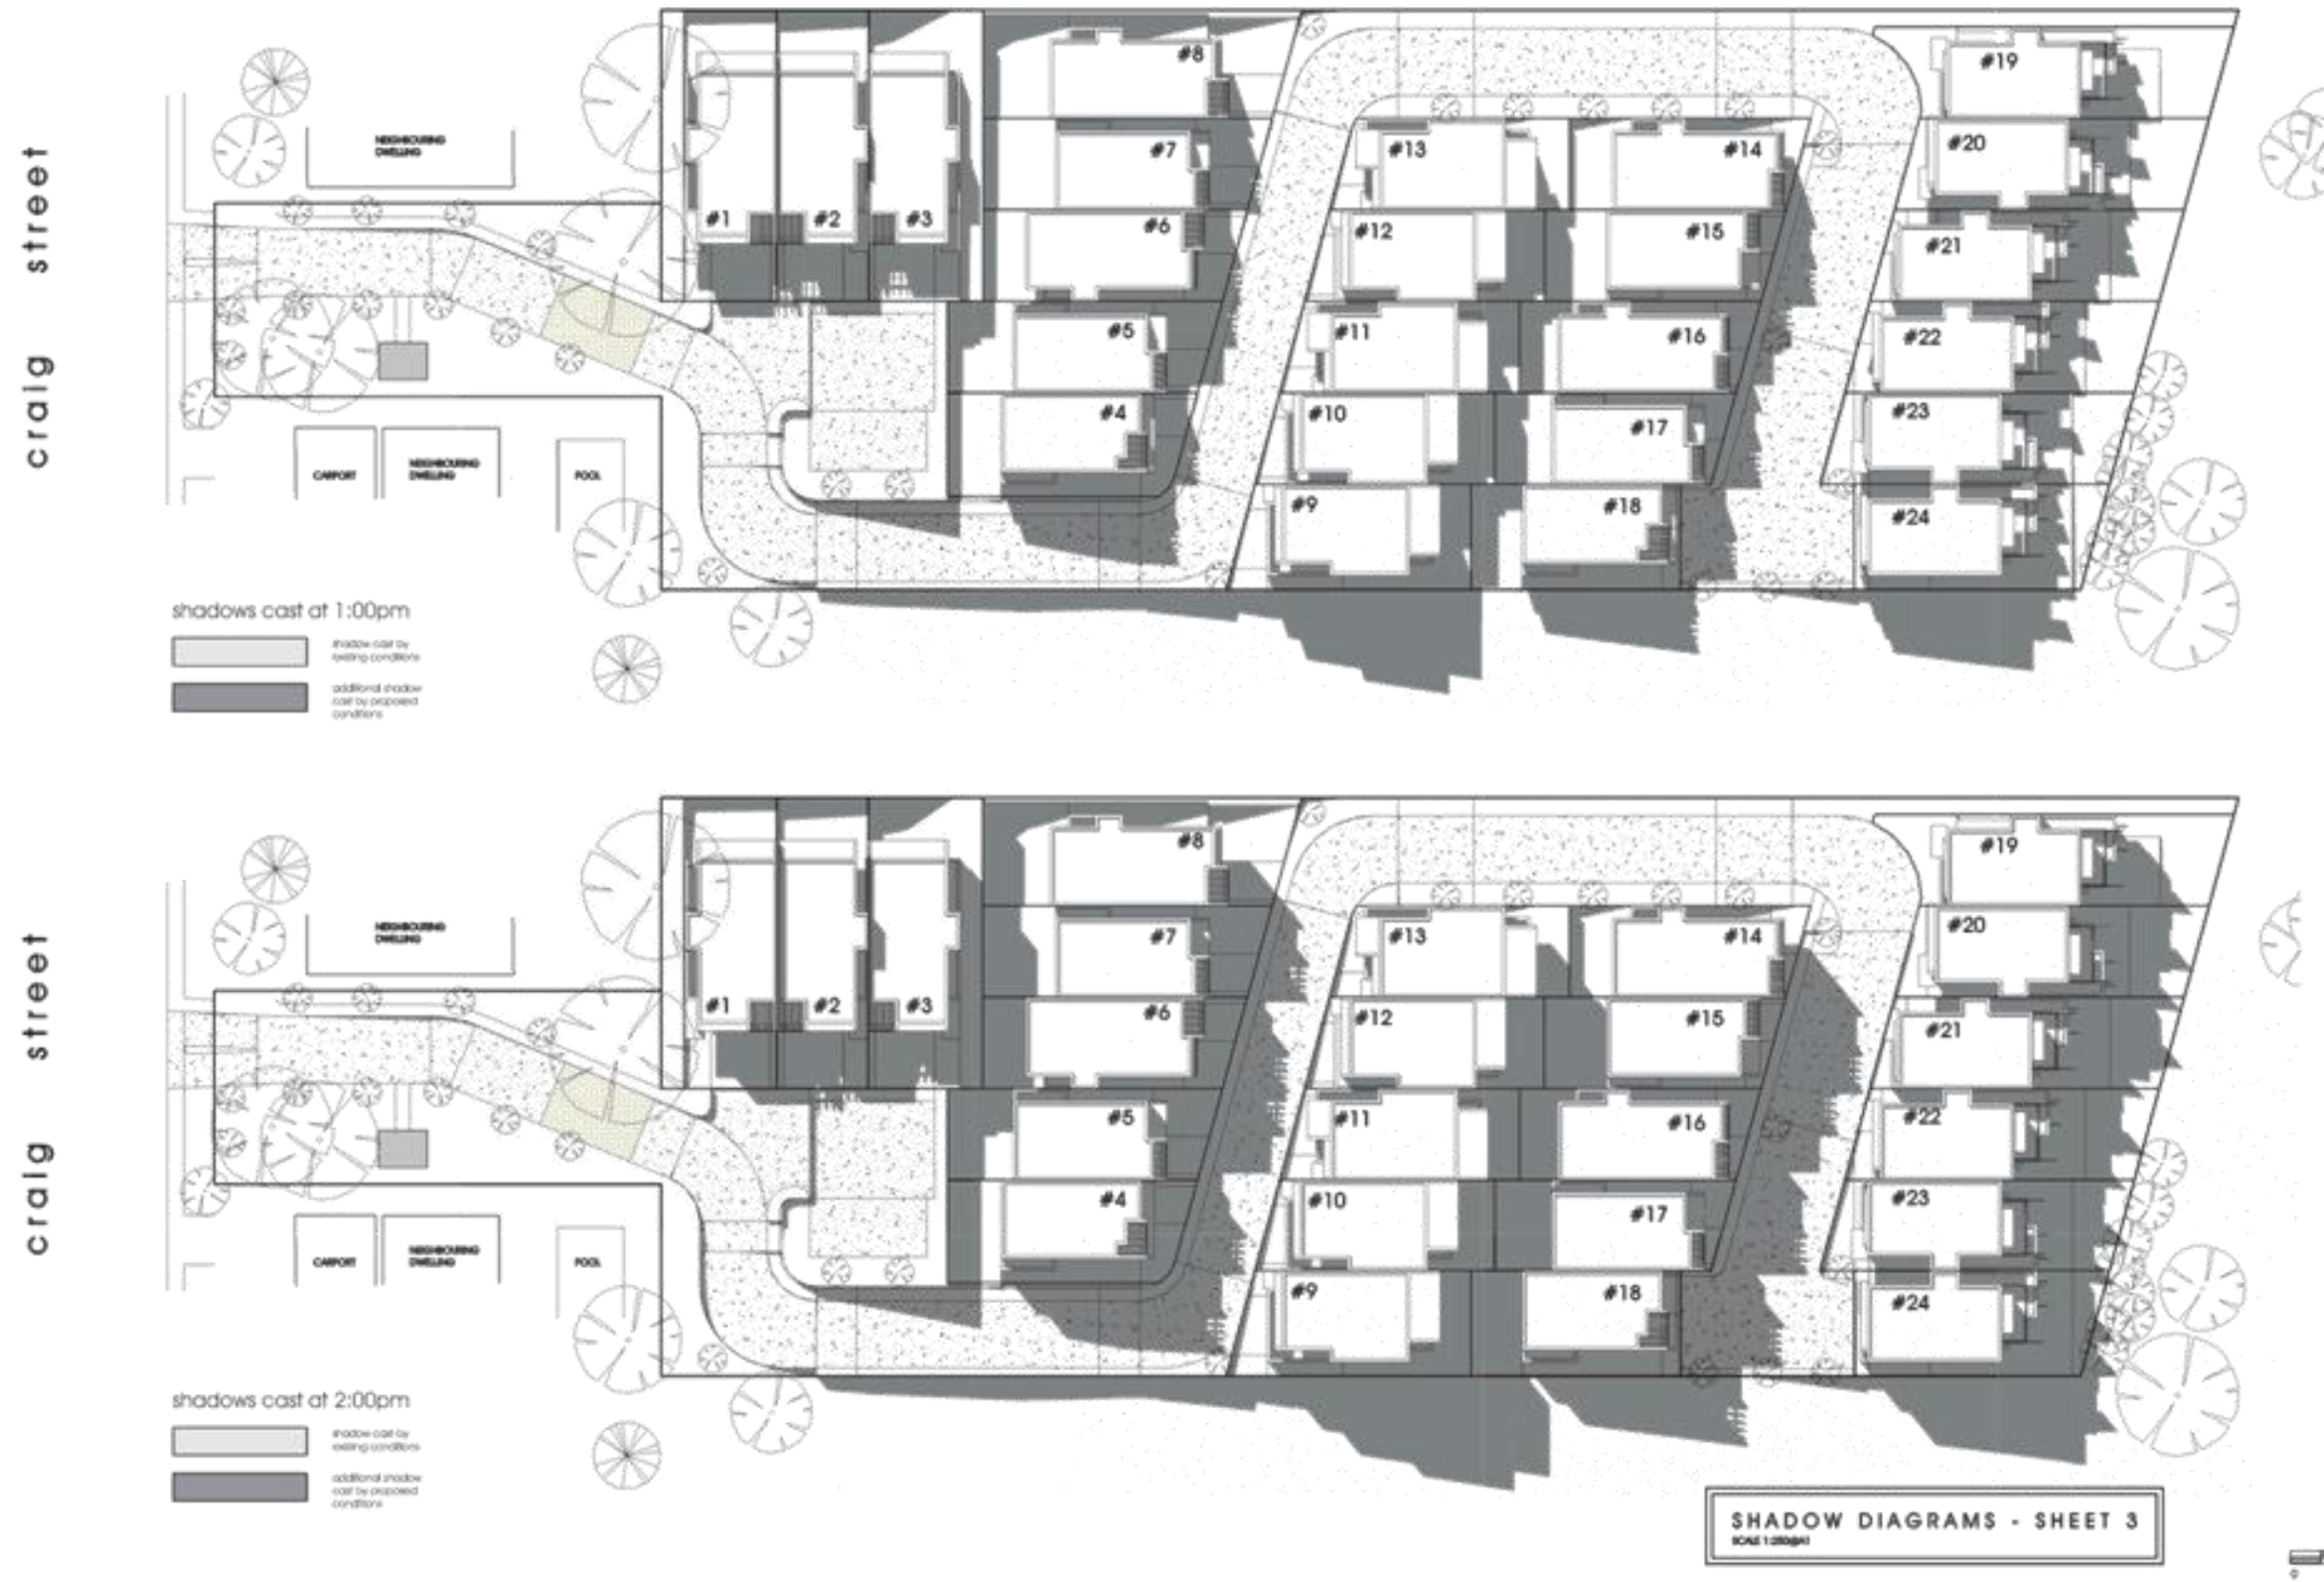 craig street
NEIGHBOURING
DWELLING
#1
#2
#3
#8
#7
#6
#5
#4
#13
#14
#12
#15
#11
#16
#10
#17
#9
#18
#19
#20
#21
#22
#23
#24
CARPORT
NEIGHBOURING
DWELLING
POOL
shadows cast at 1:00pm
shadow cast by
existing conditions
additional shadow
cast by proposed
conditions
craig street
NEIGHBOURING
DWELLING
#1
#2
#3
#8
#7
#6
#5
#4
#13
#14
#12
#15
#11
#16
#10
#17
#9
#18
#19
#20
#21
#22
#23
#24
CARPORT
NEIGHBOURING
DWELLING
POOL
shadows cast at 2:00pm
shadow cast by
existing conditions
additional shadow
cast by proposed
conditions
SHADOW DIAGRAMS - SHEET 3
SCALE 1:250@A1
0